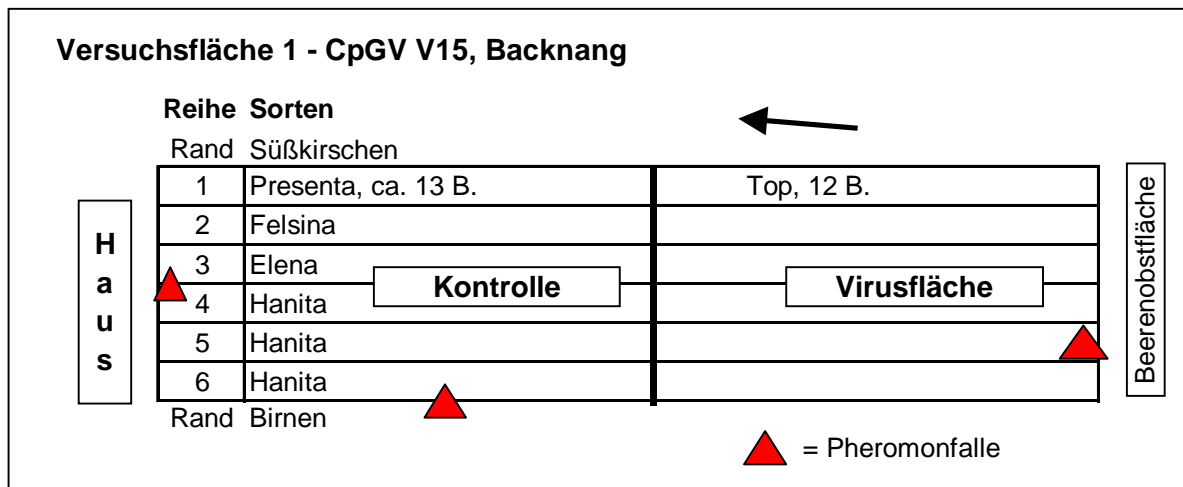 Versuchsfläche 1 - CpGV V15, Backnang
Reihe Sorten
Rand Süßkirschen
1 Presenta, ca. 13 B. Top, 12 B.
2 Felsina
3 Elena
4 Hanita
5 Hanita
6 Hanita
Rand Birnen
Haus
Kontrolle
Virusfläche
Beerenobstfläche
= Pheromonfalle